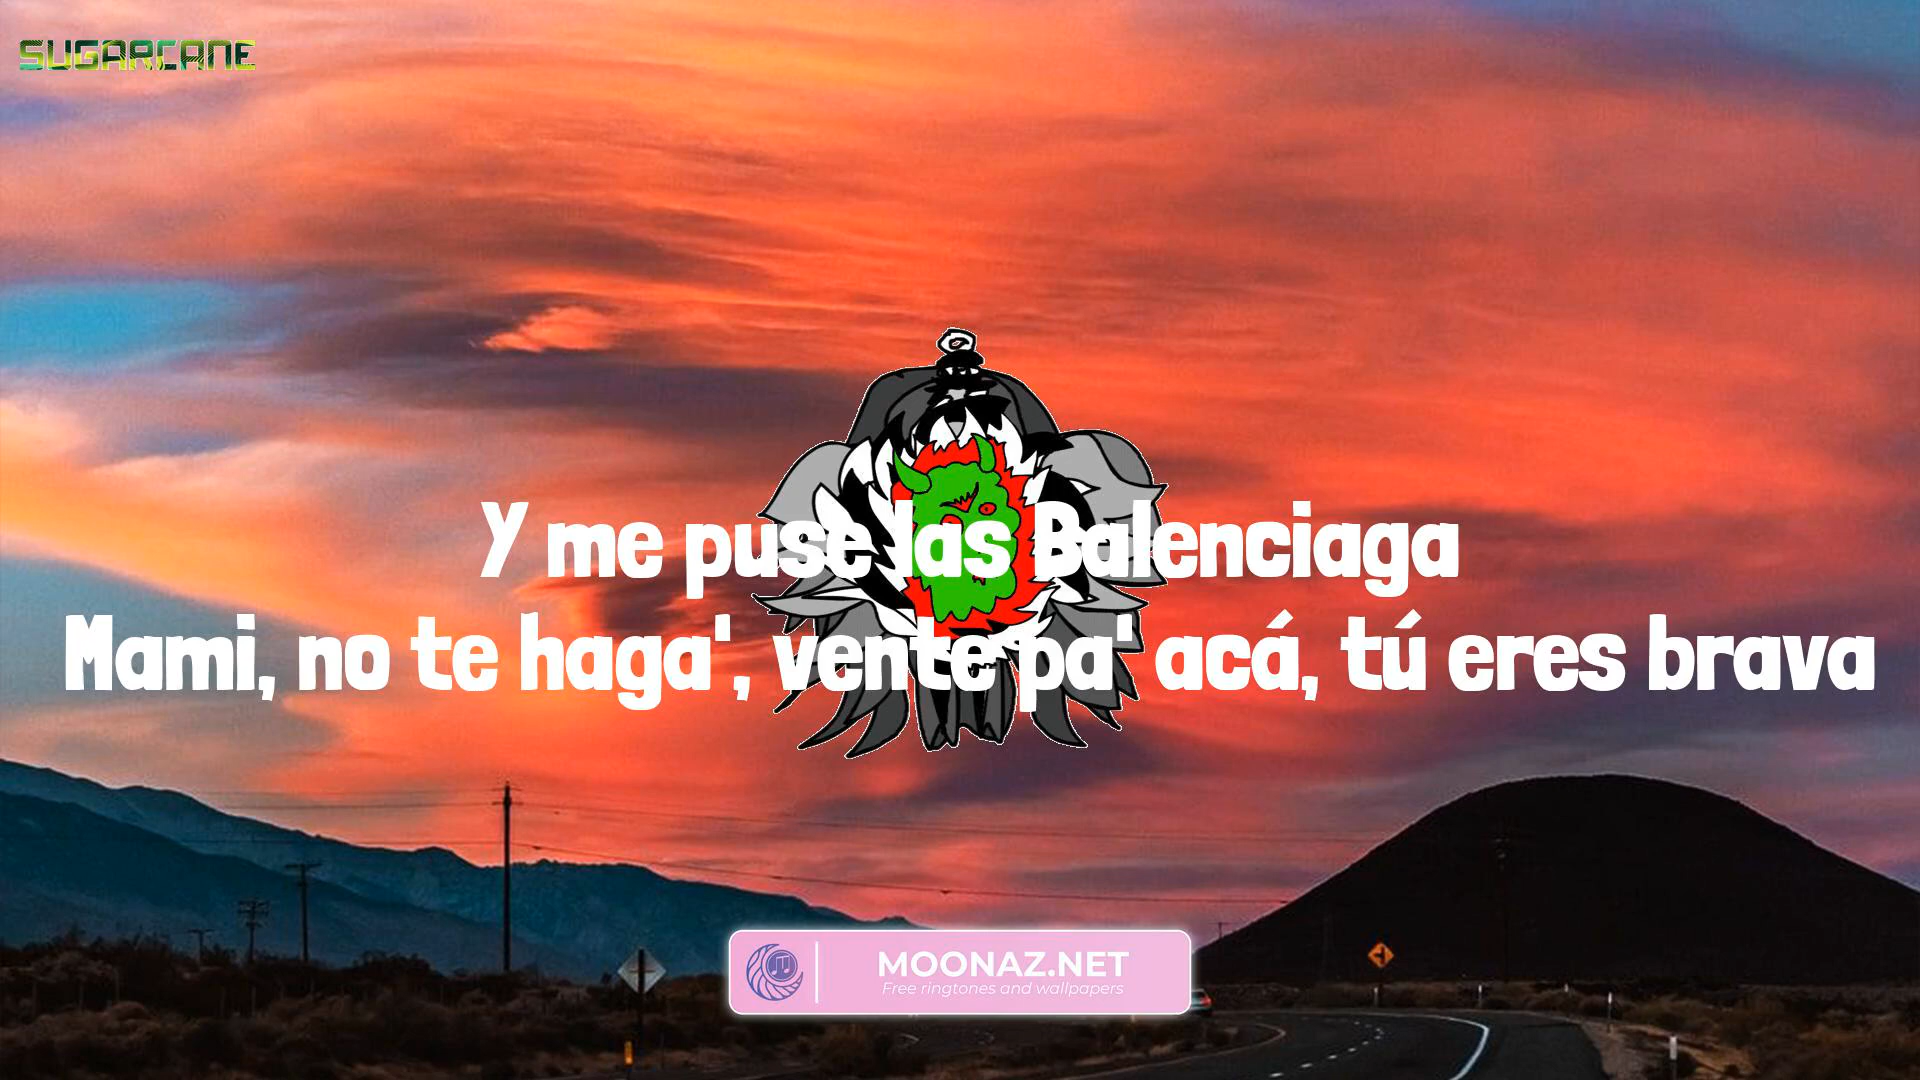 SUGARCANE
Y me puse las Balenciaga
Mami, no te haga', vente pa' acá, tú eres brava
MOONAZ.NET
Free ringtones and wallpapers